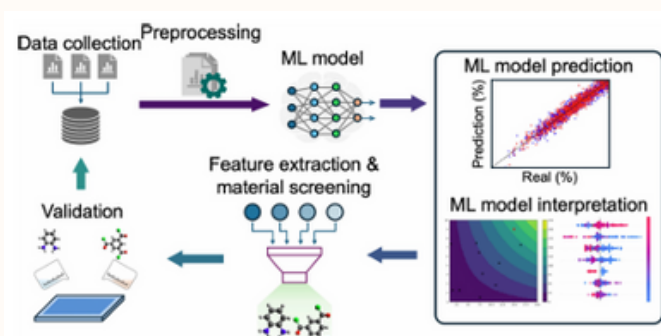 Data collection
Preprocessing
ML model
ML model prediction
Prediction (%)
Real (%)
ML model interpretation
Feature extraction &
material screening
Validation